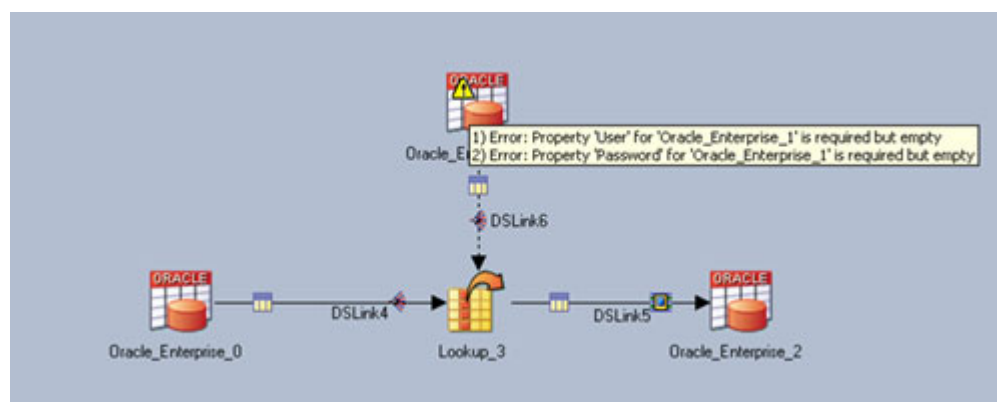 ORACLE
1) Error: Property 'User' for 'Oracle_Enterprise_1' is required but empty
Oracle_E
2) Error: Property 'Password' for 'Oracle_Enterprise_1' is required but empty
DSLink6
ORACLE
ORACLE
DSLink4
DSLink5
Oracle_Enterprise_0
Lookup_3
Oracle_Enterprise_2